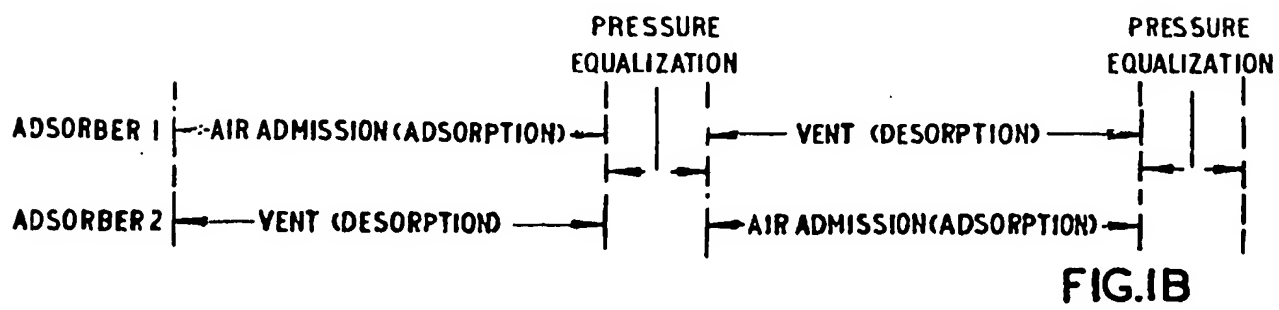 PRESSURE
EQUALIZATION
PRESSURE
EQUALIZATION
ADSORBER 1 AIR ADMISSION (ADSORPTION) VENT (DESORPTION)
ADSORBER 2 VENT (DESORPTION) AIR ADMISSION (ADSORPTION)
FIG.1B